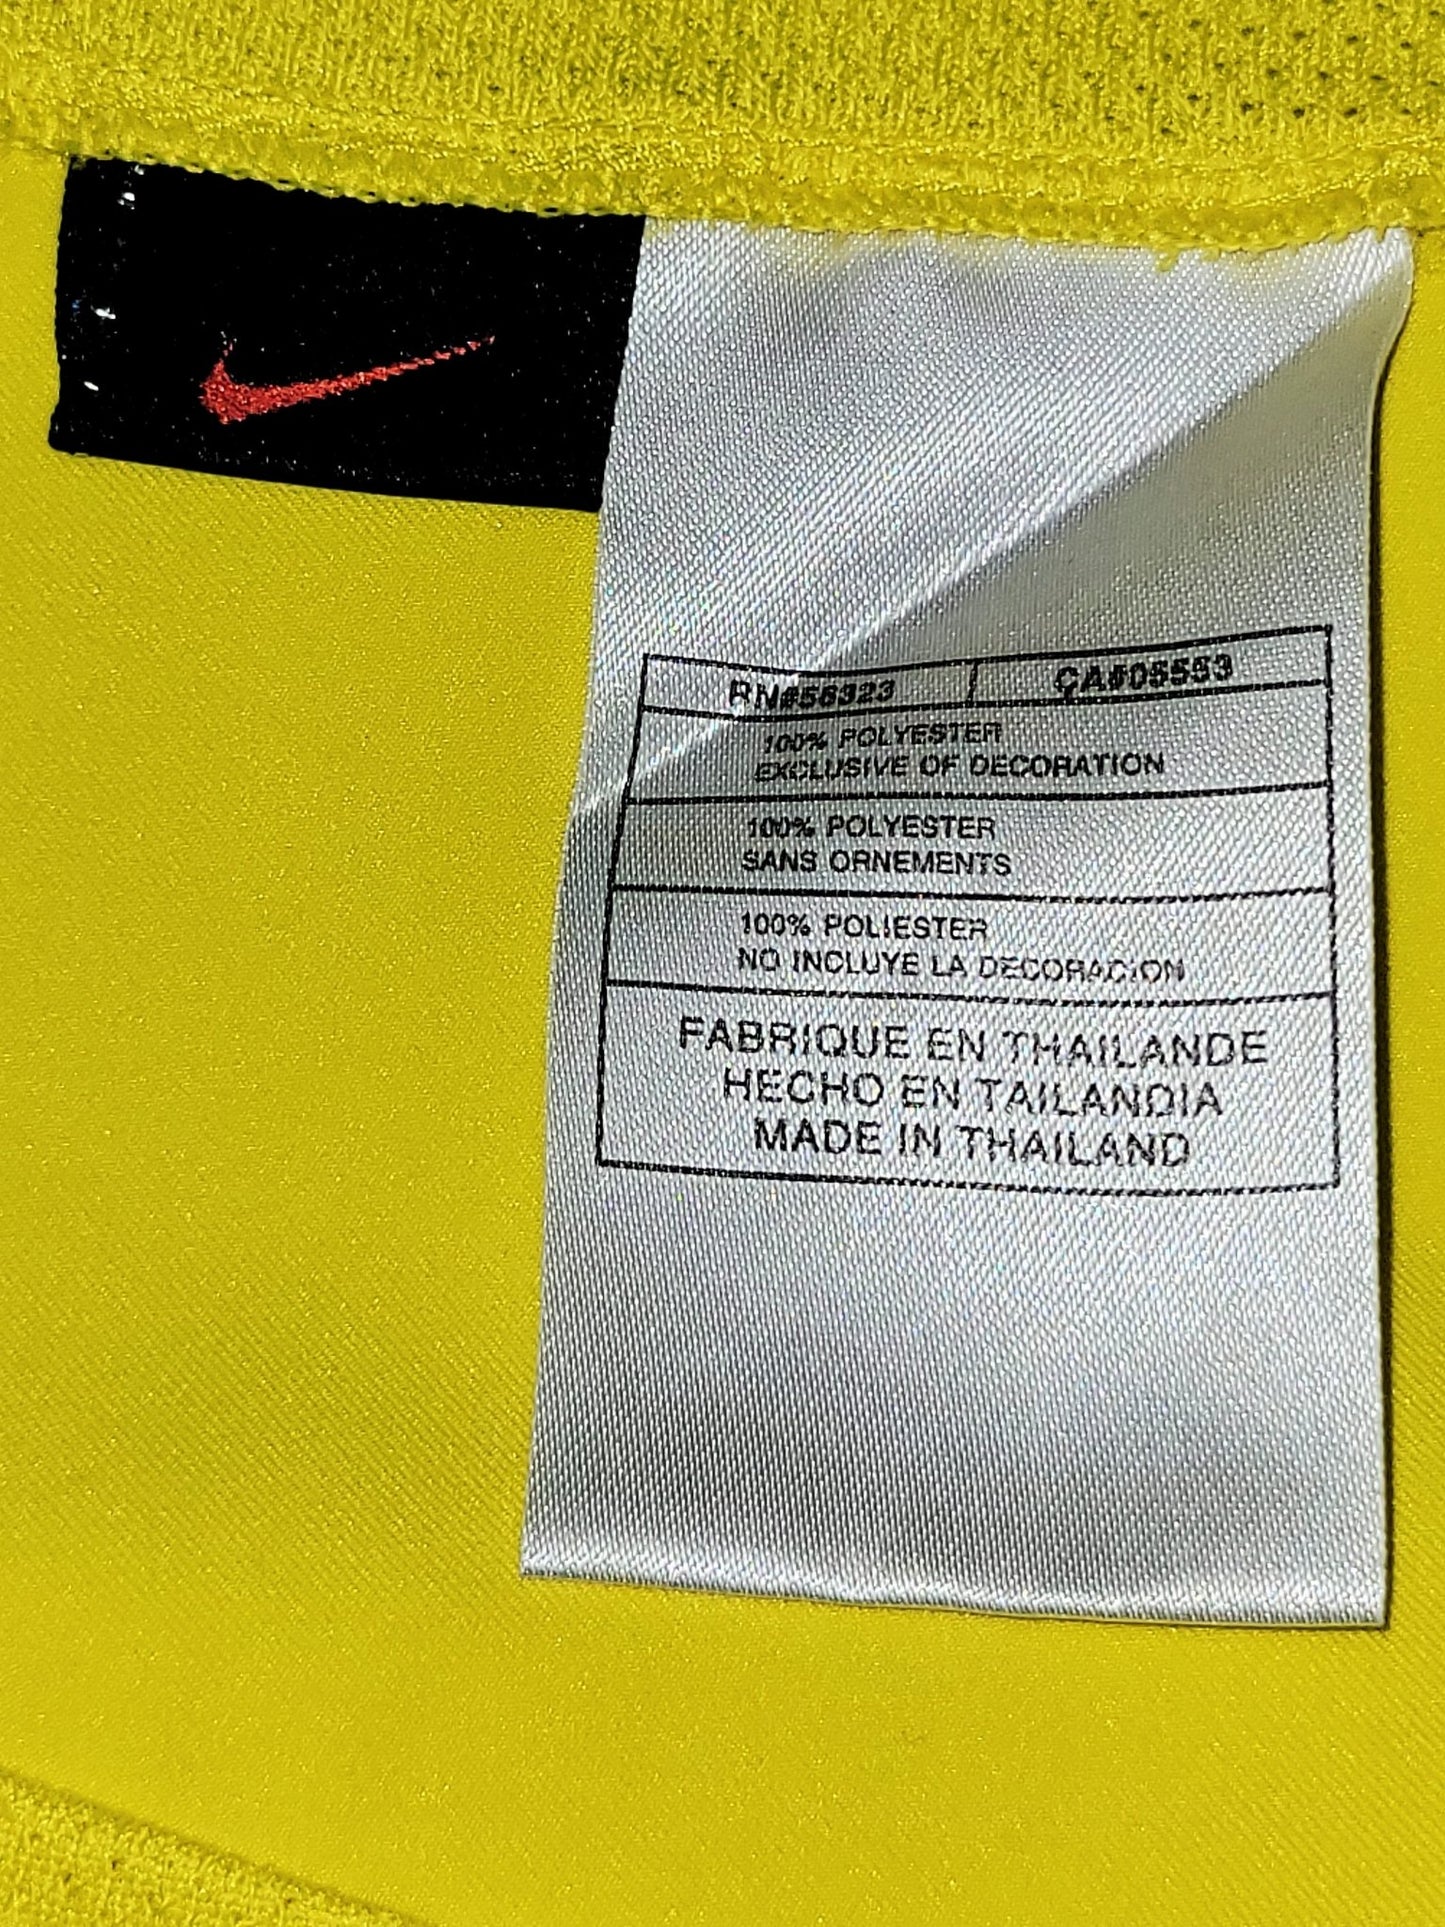 RN#56323 CA#05553
100% POLYESTER
EXCLUSIVE OF DECORATION
100% POLYESTER
SANS ORNEMENTS
100% POLIESTER
NO INCLUYE LA DECORACION
FABRIQUE EN THAILANDE
HECHO EN TAILANDIA
MADE IN THAILAND